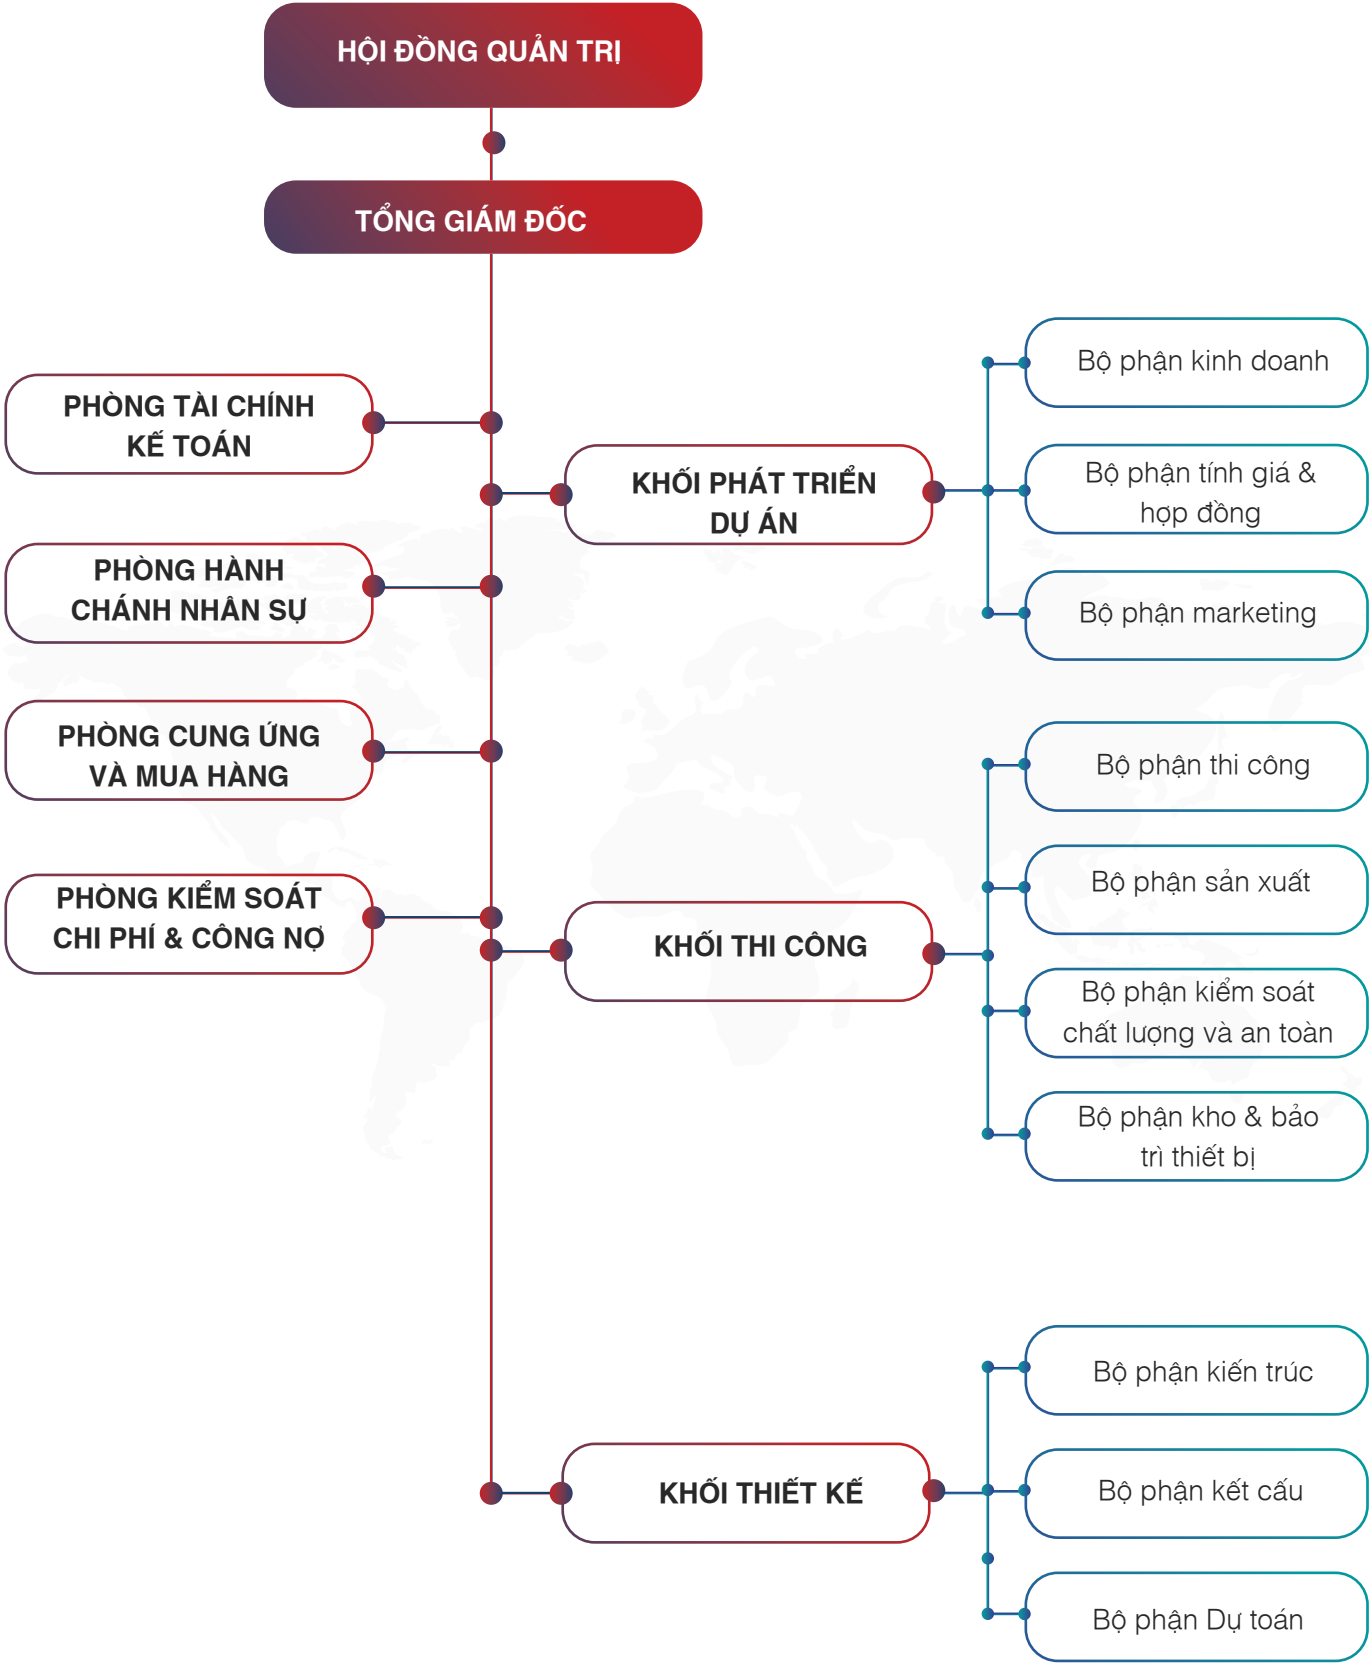 HỘI ĐỒNG QUẢN TRỊ
TỔNG GIÁM ĐỐC
PHÒNG TÀI CHÍNH
KẾ TOÁN
PHÒNG HÀNH
CHÁNH NHÂN SỰ
PHÒNG CUNG ỨNG
VÀ MUA HÀNG
PHÒNG KIỂM SOÁT
CHI PHÍ & CÔNG NỢ
KHỐI PHÁT TRIỂN
DỰ ÁN
Bộ phận kinh doanh
Bộ phận tính giá &
hợp đồng
Bộ phận marketing
KHỐI THI CÔNG
Bộ phận thi công
Bộ phận sản xuất
Bộ phận kiểm soát
chất lượng và an toàn
Bộ phận kho & bảo
trì thiết bị
KHỐI THIẾT KẾ
Bộ phận kiến trúc
Bộ phận kết cấu
Bộ phận Dự toán